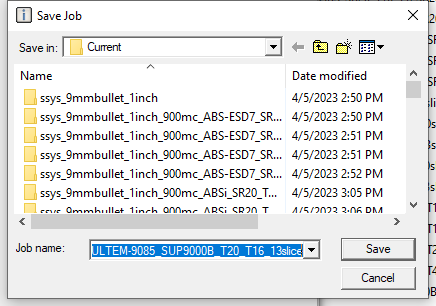 Save Job
Save in: Current
Name Date modified
ssys_9mmbullet_1inch 4/5/2023 2:50 PM
ssys_9mmbullet_1inch_900mc_ABS-ESD7_SR... 4/5/2023 2:50 PM
ssys_9mmbullet_1inch_900mc_ABS-ESD7_SR... 4/5/2023 2:51 PM
ssys_9mmbullet_1inch_900mc_ABS-ESD7_SR... 4/5/2023 2:51 PM
ssys_9mmbullet_1inch_900mc_ABS-ESD7_SR... 4/5/2023 2:52 PM
ssys_9mmbullet_1inch_900mc_ABSi_SR20_T... 4/5/2023 3:05 PM
ssys_9mmbullet_1inch_900mc_ABSi_SR20_T... 4/5/2023 3:06 PM
Job name: ULTEM-9085_SUP9000B_T20_T16_13slice Save
Cancel